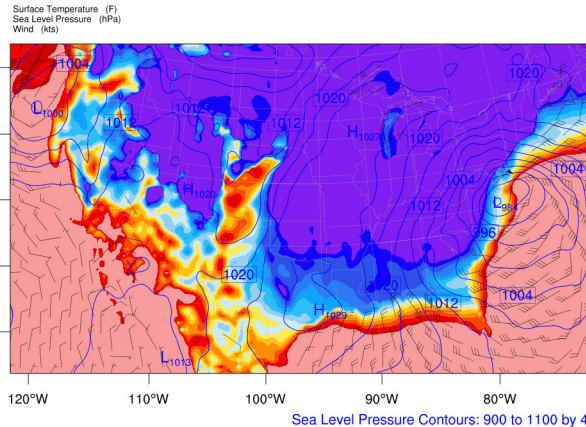 Surface Temperature (F)
Sea Level Pressure (hPa)
Wind (kts)
1004
1020
L1000
1012
1012
1020
1012
H1027
1020
1004
1004
H1020
1012
L984
996
1020
1020
1004
H1029
1012
L1013
120°W 110°W 100°W 90°W 80°W
Sea Level Pressure Contours: 900 to 1100 by 4